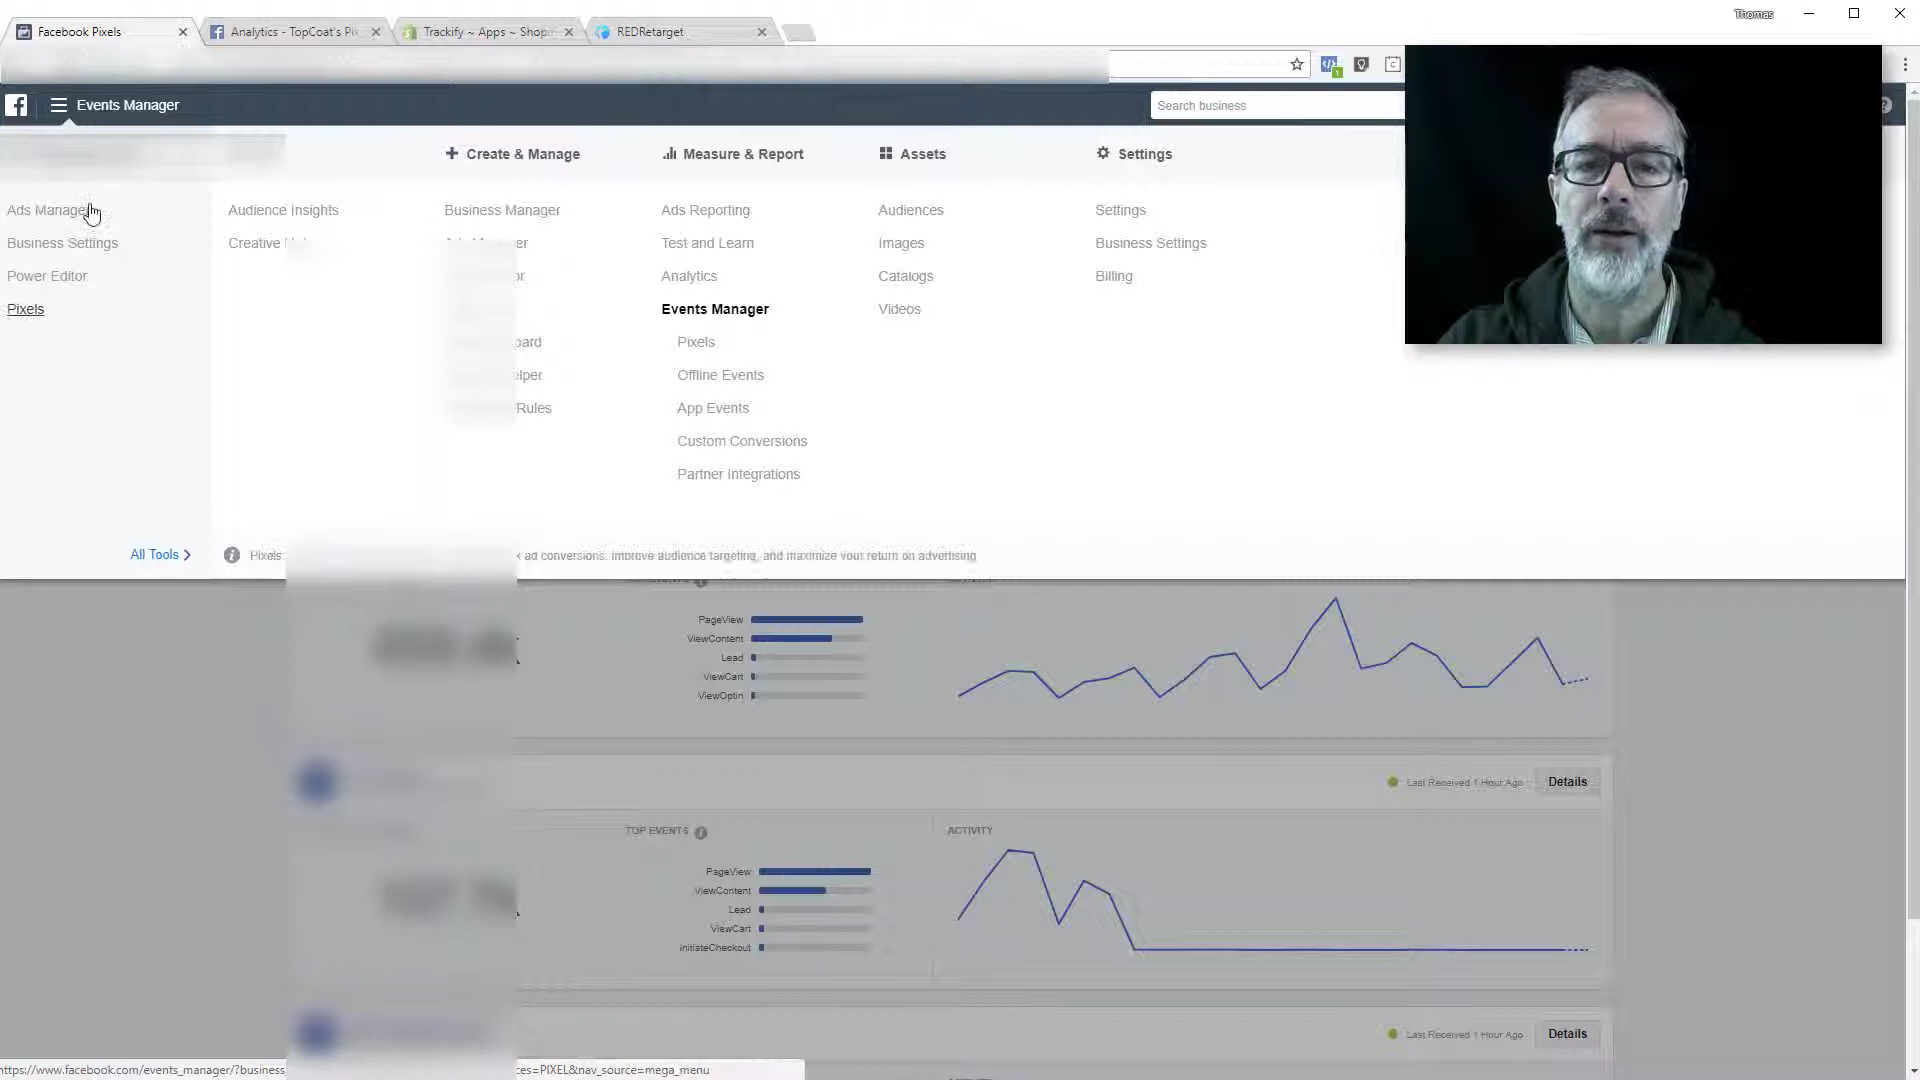 Thomas
Facebook Pixels
Analytics - TopCoat's Pix
Trackify ~ Apps ~ Shopif
REDRetarget
Events Manager
Search business
Create & Manage
Measure & Report
Assets
Settings
Ads Manager
Audience Insights
Business Manager
Ads Reporting
Audiences
Settings
Business Settings
Creative
Test and Learn
Images
Business Settings
Power Editor
Analytics
Catalogs
Billing
Pixels
Events Manager
Videos
Pixels
Offline Events
App Events
Rules
Custom Conversions
Partner Integrations
All Tools
Pixels
ad conversions, improve audience targeting, and maximize your return on advertising
PageView
ViewContent
Lead
ViewCart
ViewOptin
Last Received 1 Hour Ago
Details
TOP EVENTS
ACTIVITY
PageView
ViewContent
Lead
ViewCart
InitiateCheckout
Last Received 1 Hour Ago
Details
https://www.facebook.com/events_manager/?business
ces=PIXEL&nav_source=mega_menu